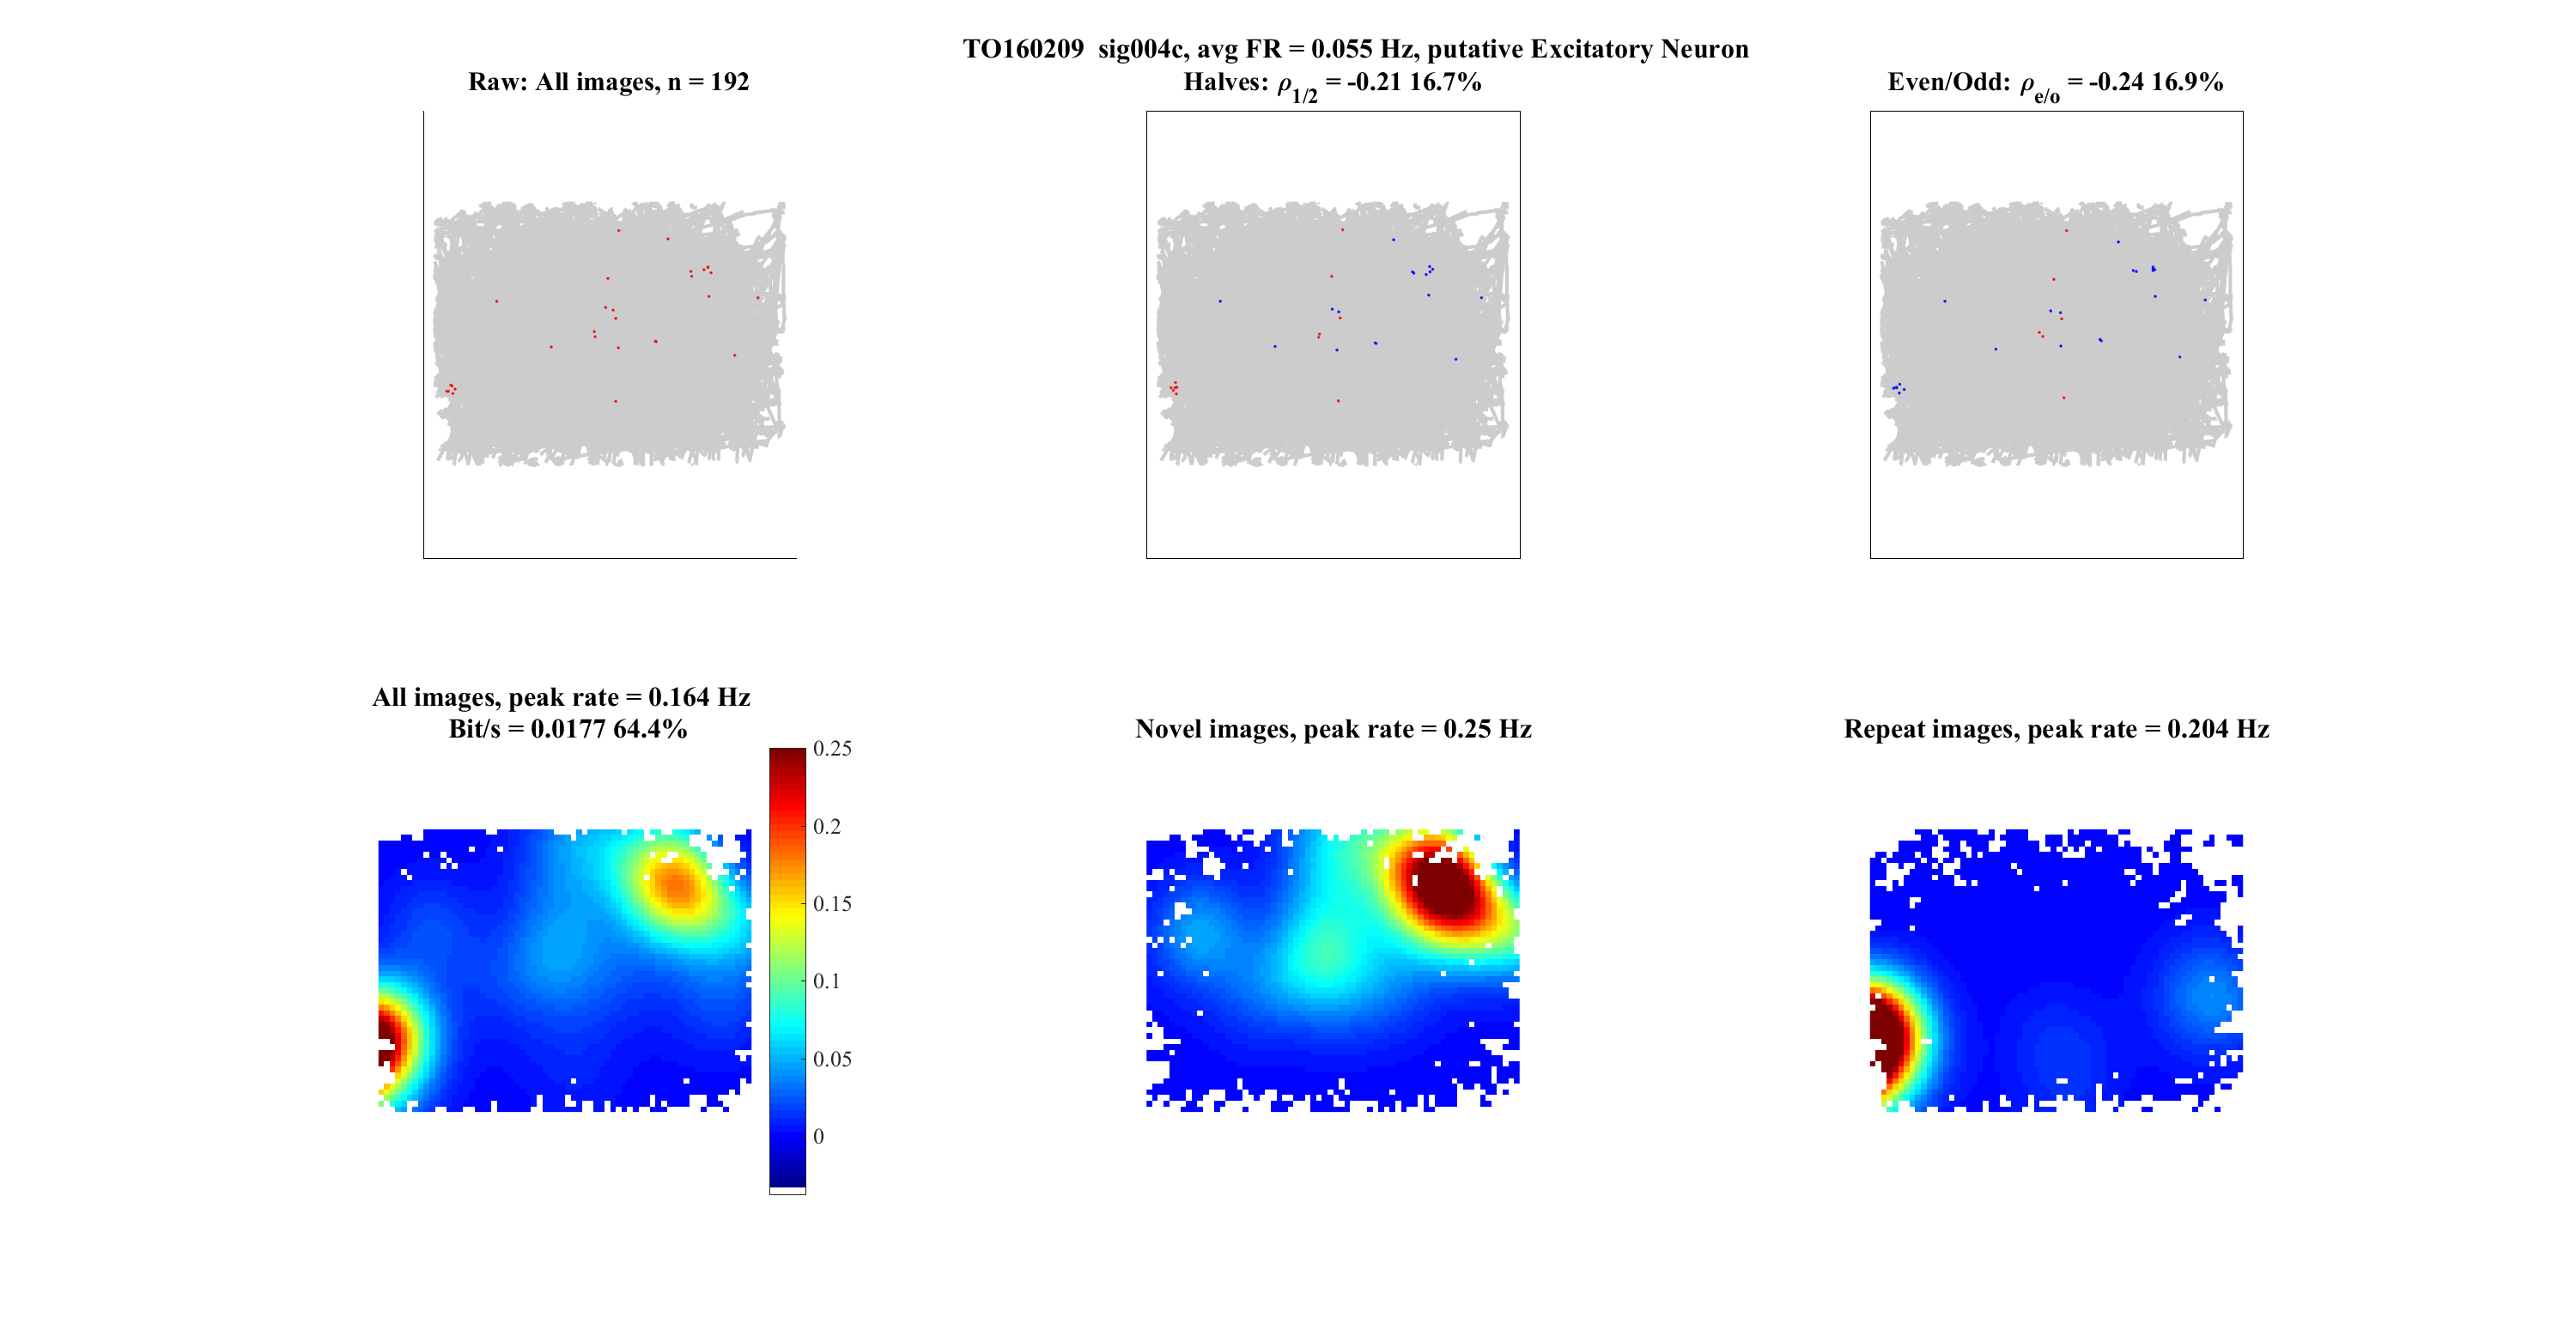 TO160209  sig004c, avg FR = 0.055 Hz, putative Excitatory Neuron
Raw: All images, n = 192
Halves: ρ1/2 = -0.21 16.7%
Even/Odd: ρe/o = -0.24 16.9%
All images, peak rate = 0.164 Hz
Bit/s = 0.0177 64.4%
Novel images, peak rate = 0.25 Hz
Repeat images, peak rate = 0.204 Hz
0.25
0.2
0.15
0.1
0.05
0